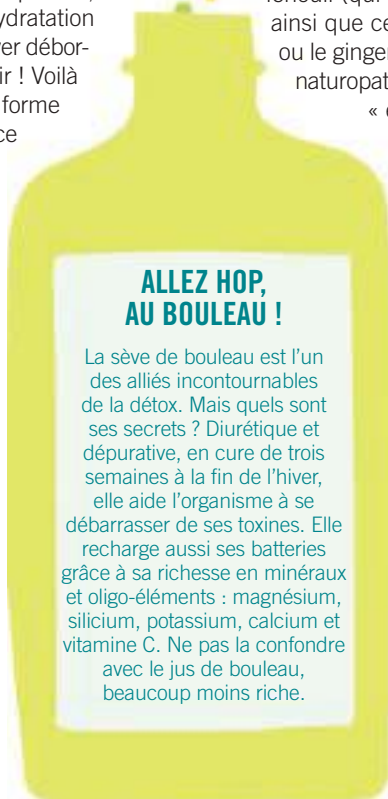 ydratation
ver débor-
ir ! Voilà
forme
ce
ainsi que ce
ou le ginger
naturopat
« 
ALLEZ HOP,
AU BOULEAU !
La sève de bouleau est l'un
des alliés incontournables
de la détox. Mais quels sont
ses secrets ? Diurétique et
dépurative, en cure de trois
semaines à la fin de l'hiver,
elle aide l'organisme à se
débarrasser de ses toxines. Elle
recharge aussi ses batteries
grâce à sa richesse en minéraux
et oligo-éléments : magnésium,
silicium, potassium, calcium et
vitamine C. Ne pas la confondre
avec le jus de bouleau,
beaucoup moins riche.